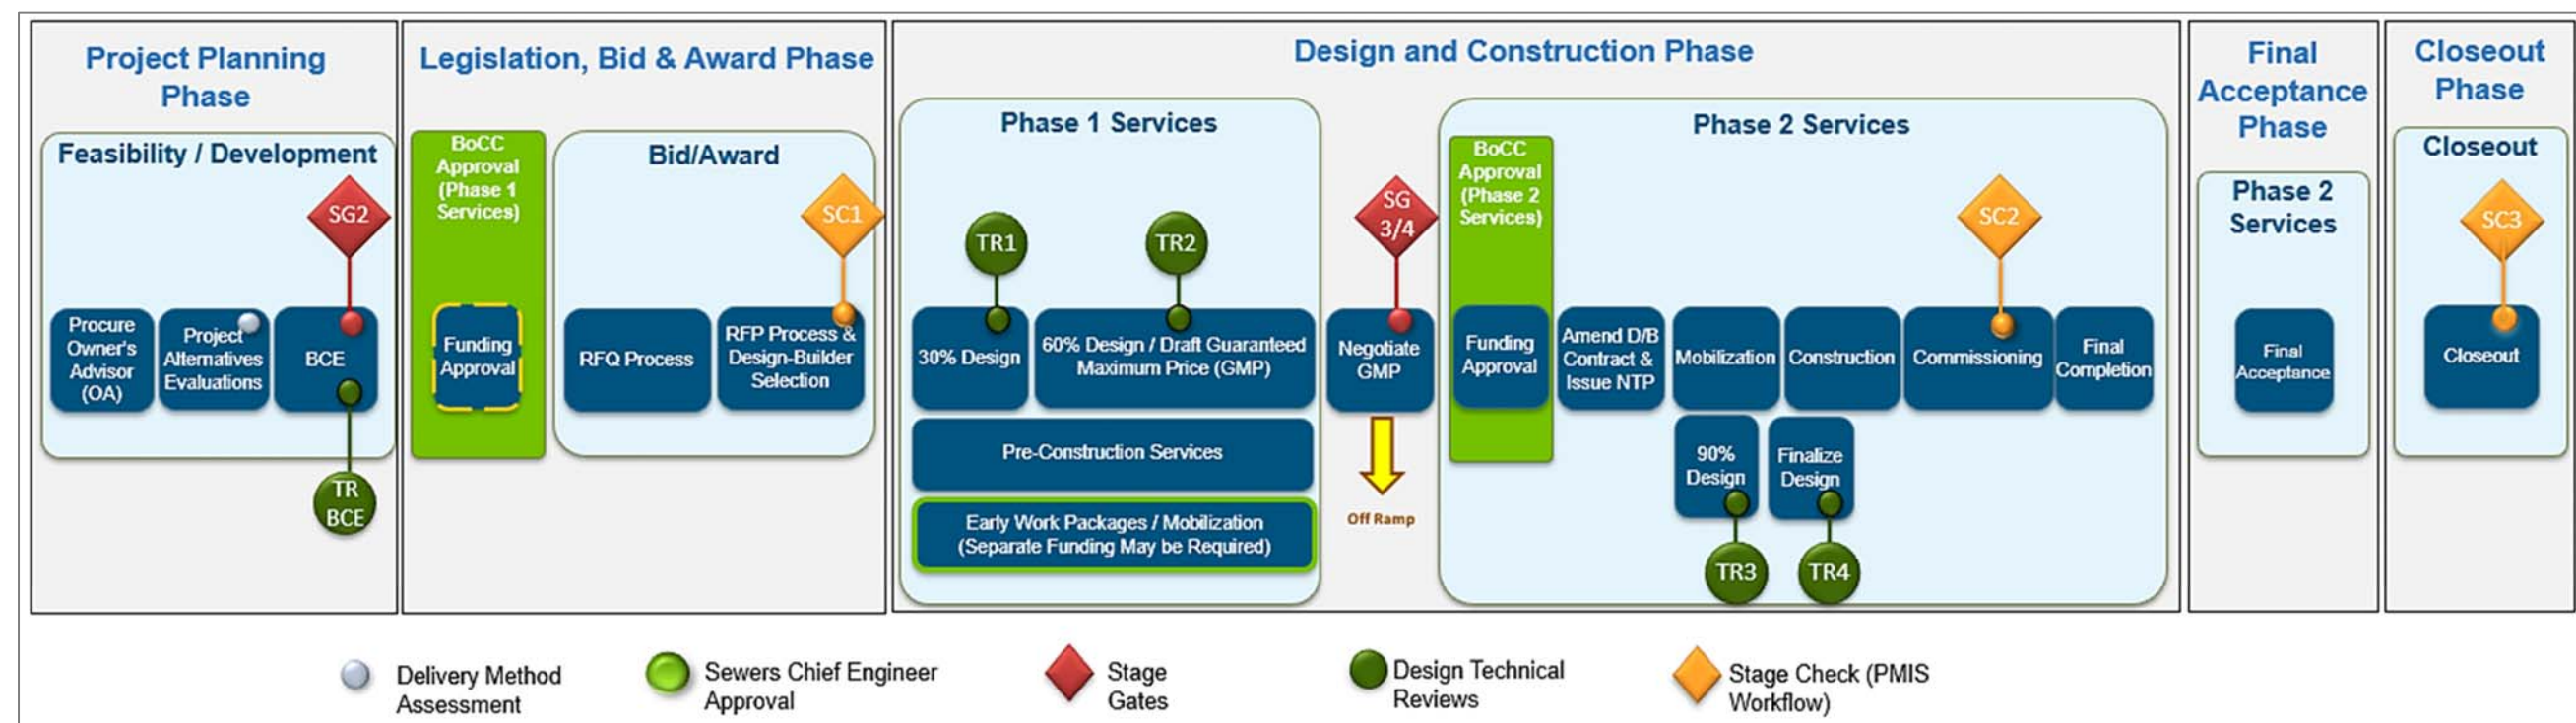 Project Planning
Phase
Feasibility / Development
SG2
Procure
Owner's
Advisor
(OA)
Project
Alternatives
Evaluations
BCE
TR
BCE
Legislation, Bid & Award Phase
BoCC
Approval
(Phase 1
Services)
Funding
Approval
Bid/Award
SC1
RFQ Process
RFP Process &
Design-Builder
Selection
Design and Construction Phase
Phase 1 Services
TR1
TR2
30% Design
60% Design / Draft Guaranteed
Maximum Price (GMP)
Pre-Construction Services
Early Work Packages / Mobilization
(Separate Funding May be Required)
SG
3/4
Negotiate
GMP
Off Ramp
Phase 2 Services
BoCC
Approval
(Phase 2
Services)
Funding
Approval
Amend D/B
Contract &
Issue NTP
Mobilization
Construction
SC2
Commissioning
Final
Completion
90%
Design
Finalize
Design
TR3
TR4
Final
Acceptance
Phase
Phase 2
Services
Final
Acceptance
Closeout
Phase
Closeout
SC3
Closeout
Delivery Method
Assessment
Sewers Chief Engineer
Approval
Stage
Gates
Design Technical
Reviews
Stage Check (PMIS
Workflow)